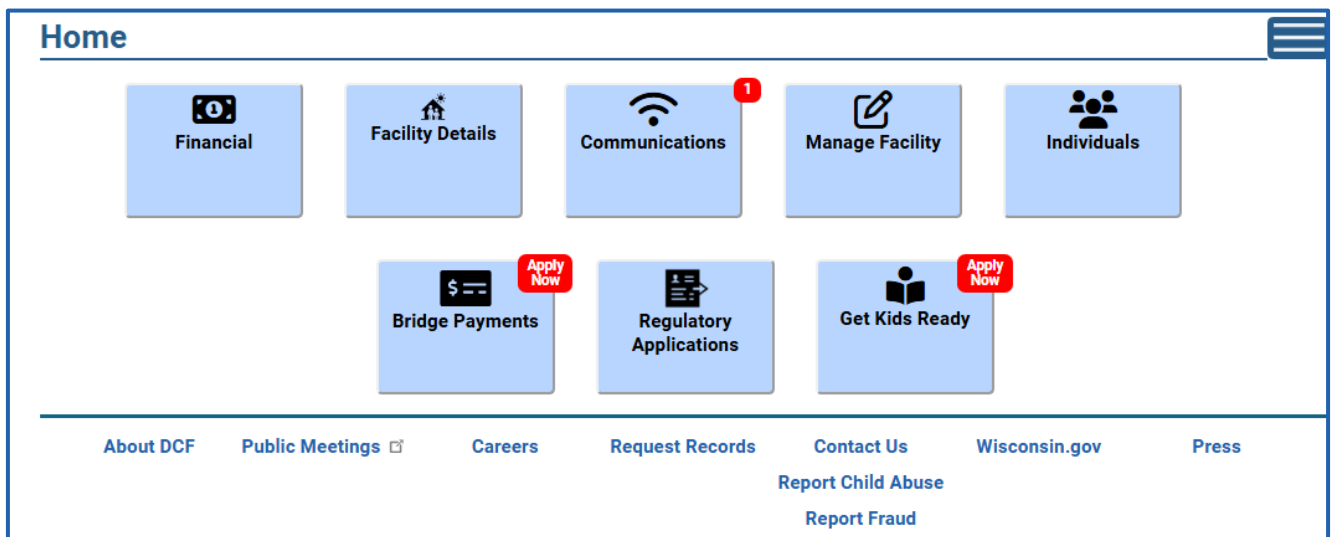 Home
Financial
Facility Details
1
Communications
Manage Facility
Individuals
Apply
Now
Bridge Payments
Regulatory
Applications
Apply
Now
Get Kids Ready
About DCF
Public Meetings
Careers
Request Records
Contact Us
Wisconsin.gov
Press
Report Child Abuse
Report Fraud